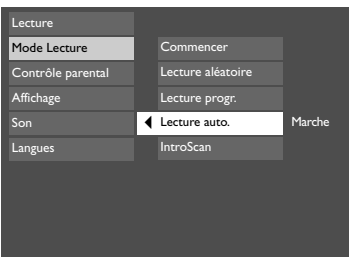 Lecture
Mode Lecture
Contrôle parental
Affichage
Son
Langues
Commencer
Lecture aléatoire
Lecture progr.
Lecture auto.
Marche
IntroScan